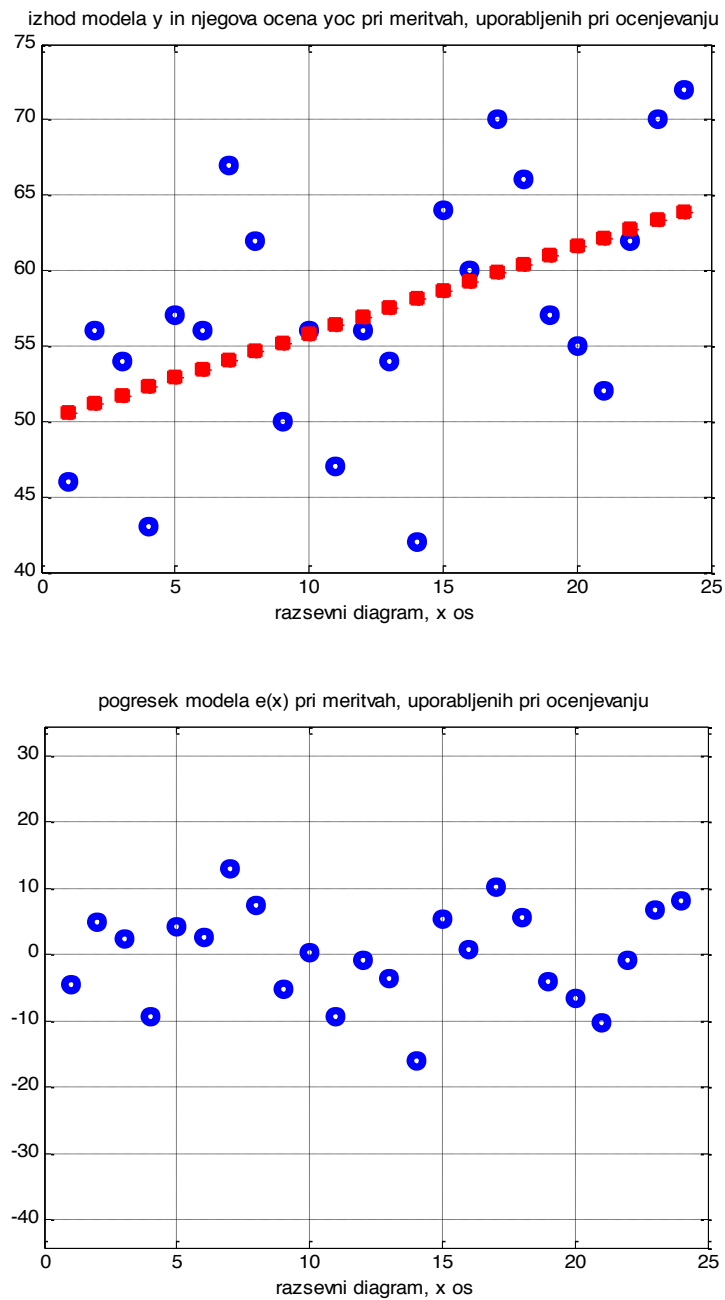 izhod modela y in njegova ocena yoc pri meritvah, uporabljenih pri ocenjevanju
75
70
65
60
55
50
45
40
0 5 10 15 20 25
razsevni diagram, x os
pogresek modela e(x) pri meritvah, uporabljenih pri ocenjevanju
30
20
10
0
-10
-20
-30
-40
0 5 10 15 20 25
razsevni diagram, x os